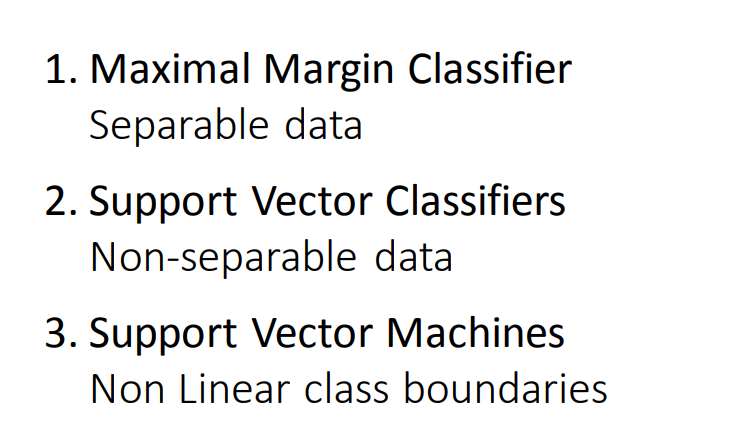 1. Maximal Margin Classifier
Separable data
2. Support Vector Classifiers
Non-separable data
3. Support Vector Machines
Non Linear class boundaries